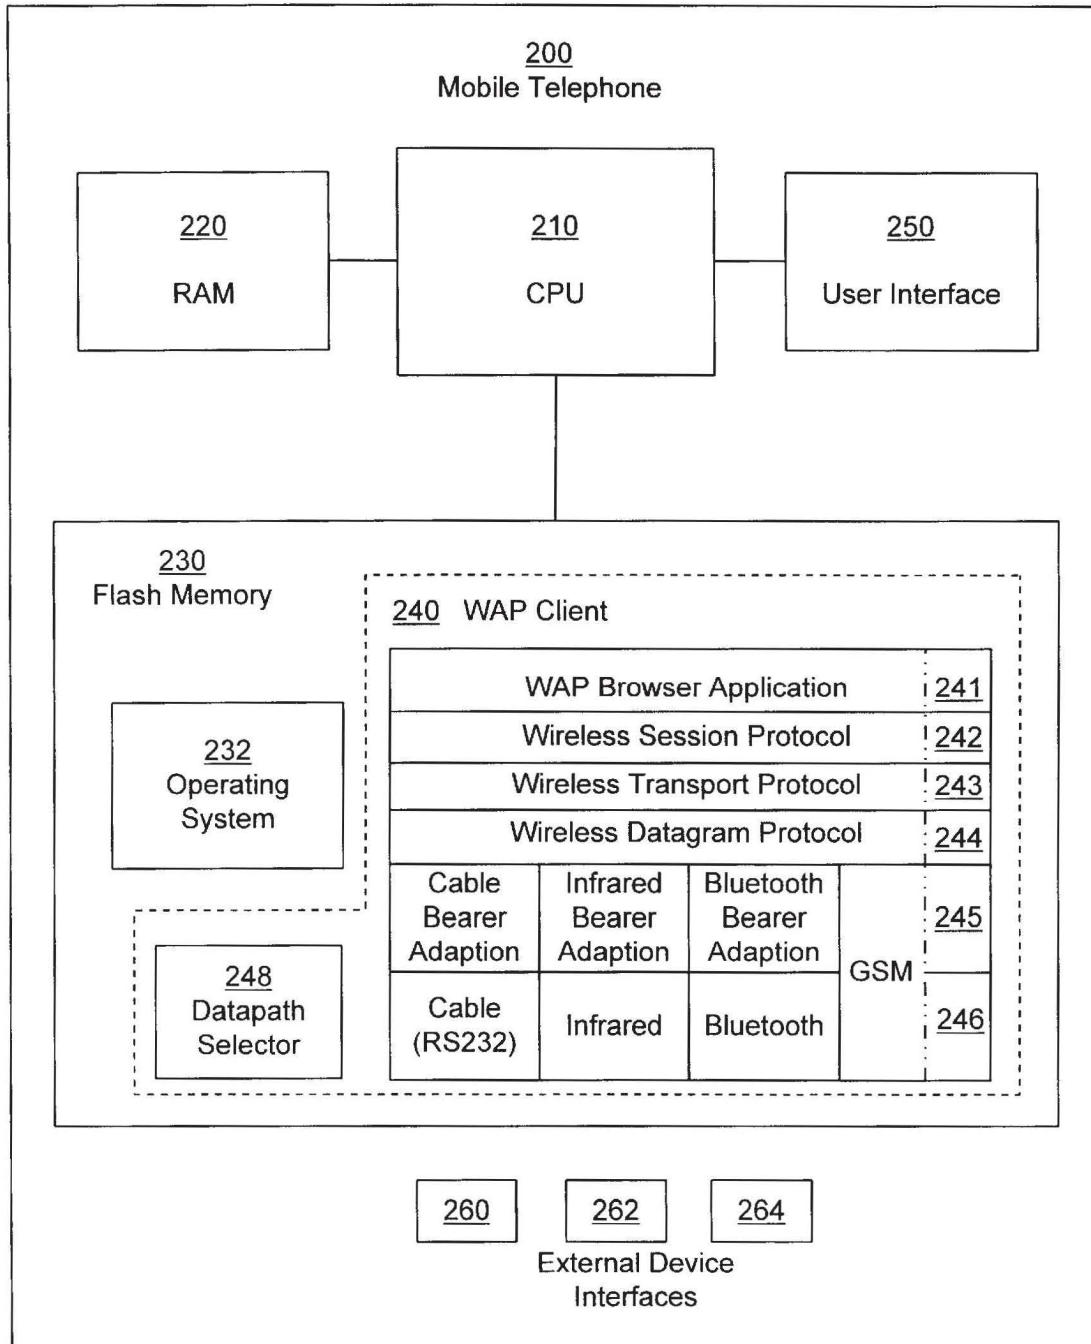 200
Mobile Telephone
220
RAM
210
CPU
250
User Interface
230
Flash Memory
240 WAP Client
WAP Browser Application 241
Wireless Session Protocol 242
Wireless Transport Protocol 243
Wireless Datagram Protocol 244
232
Operating
System
Cable
Bearer
Adaption
Infrared
Bearer
Adaption
Bluetooth
Bearer
Adaption
GSM
245
248
Datapath
Selector
Cable
(RS232)
Infrared
Bluetooth
246
260
262
264
External Device
Interfaces